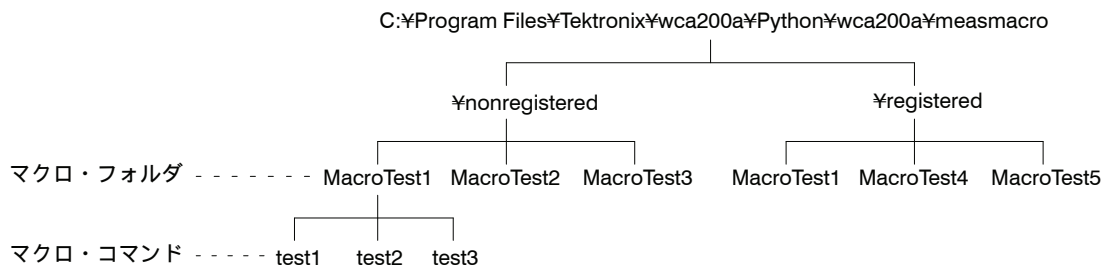 C:¥Program Files¥Tektronix¥wca200a¥Python¥wca200a¥measmacro
¥nonregistered ¥registered
マクロ・フォルダ MacroTest1 MacroTest2 MacroTest3 MacroTest1 MacroTest4 MacroTest5
マクロ・コマンド test1 test2 test3